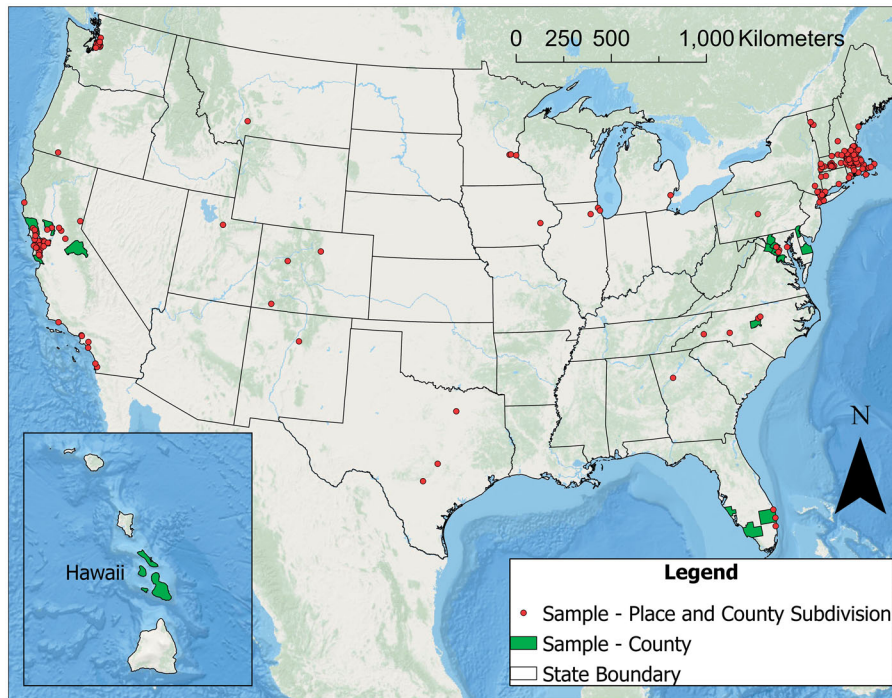 0 250 500 1,000 Kilometers
N
Hawaii
Legend
Sample - Place and County Subdivision
Sample - County
State Boundary